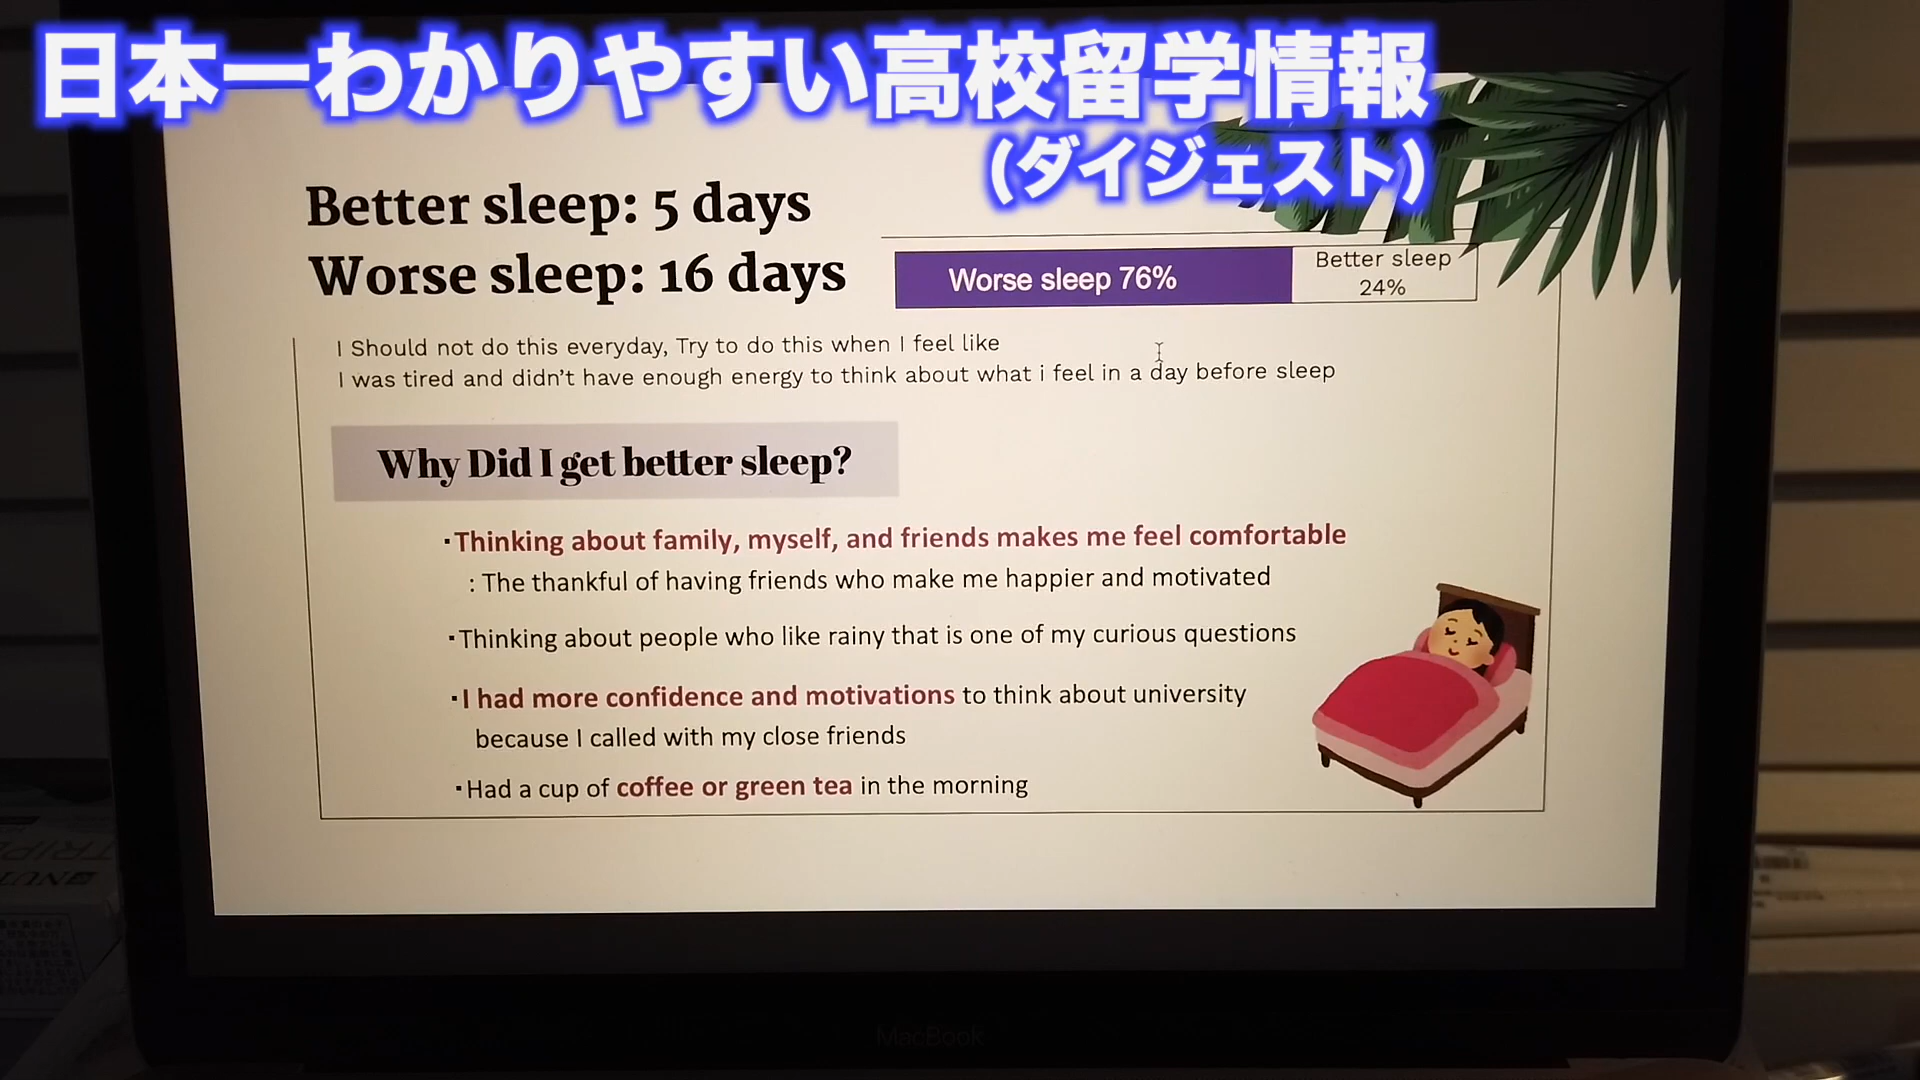 日本一わかりやすい高校留学情報
(ダイジェスト)
Better sleep: 5 days
Worse sleep: 16 days
Worse sleep 76%
Better sleep
24%
I Should not do this everyday, Try to do this when I feel like
I was tired and didn't have enough energy to think about what i feel in a day before sleep
Why Did I get better sleep?
・Thinking about family, myself, and friends makes me feel comfortable
: The thankful of having friends who make me happier and motivated
・Thinking about people who like rainy that is one of my curious questions
・I had more confidence and motivations to think about university
because I called with my close friends
・Had a cup of coffee or green tea in the morning
MacBook